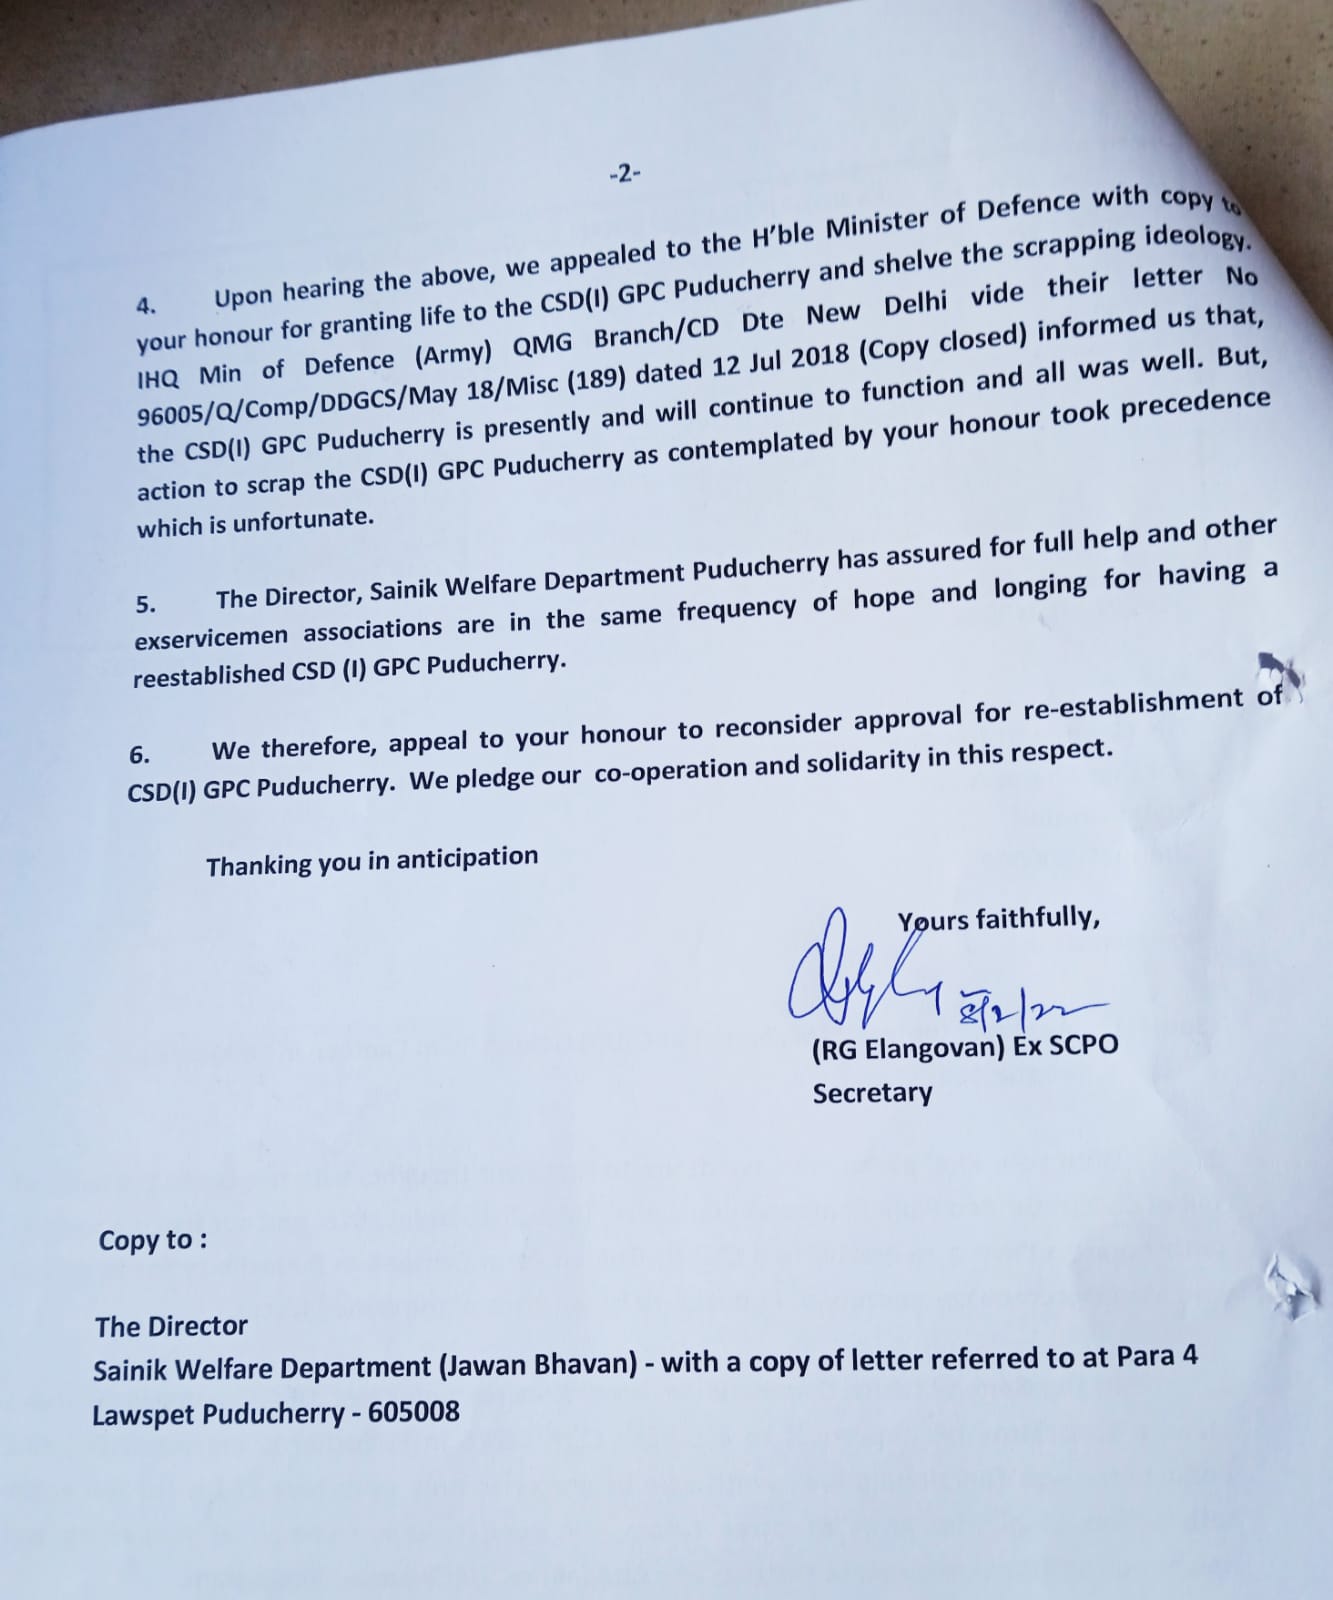 -2-
4. Upon hearing the above, we appealed to the H'ble Minister of Defence with copy to
your honour for granting life to the CSD(I) GPC Puducherry and shelve the scrapping ideology.
IHQ Min of Defence (Army) QMG Branch/CD Dte New Delhi vide their letter No
96005/Q/Comp/DDGCS/May 18/Misc (189) dated 12 Jul 2018 (Copy closed) informed us that,
the CSD(I) GPC Puducherry is presently and will continue to function and all was well. But,
action to scrap the CSD(I) GPC Puducherry as contemplated by your honour took precedence
which is unfortunate.
5. The Director, Sainik Welfare Department Puducherry has assured for full help and other
exservicemen associations are in the same frequency of hope and longing for having a
reestablished CSD (I) GPC Puducherry.
6. We therefore, appeal to your honour to reconsider approval for re-establishment of
CSD(I) GPC Puducherry. We pledge our co-operation and solidarity in this respect.
Thanking you in anticipation
Yours faithfully,
(RG Elangovan) Ex SCPO
Secretary
Copy to :
The Director
Sainik Welfare Department (Jawan Bhavan) - with a copy of letter referred to at Para 4
Lawspet Puducherry - 605008